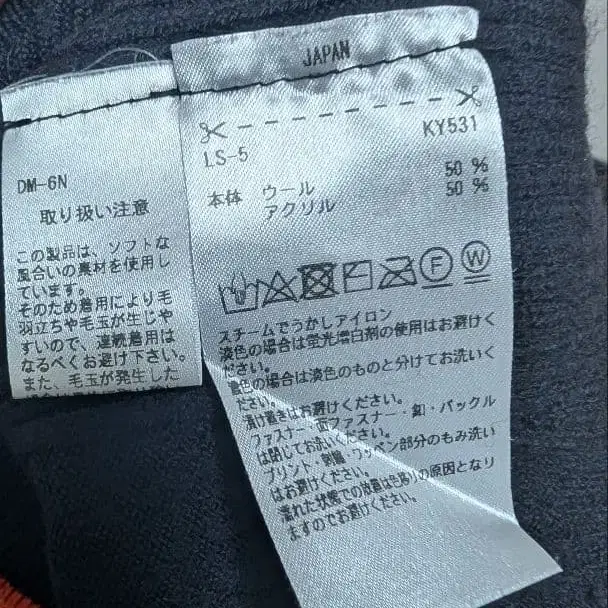 JAPAN
DM-6N
取り扱い注意
この製品は、ソフトな
風合いの素材を使用し
ています。
そのため着用により毛
羽立ちや毛玉が生じや
すいので、連続着用は
なるべくお避け下さい。
また、毛玉が発生した
LS-5
KY531
本体 ウール 50 %
アクリル 50 %
F
W
スチームでうかしアイロン
淡色の場合は蛍光増白剤の使用はお避けく
ださい。
濃色の場合は淡色のものと分けてお洗いく
ださい。
漬け置きはお避けください。
ファスナー・面ファスナー・釦・バックル
は閉じてお洗いください。
プリント・刺繍・ワッペン部分のもみ洗い
はお避けください。
濡れた状態での放置は色移りの原因となり
ますのでお避けください。